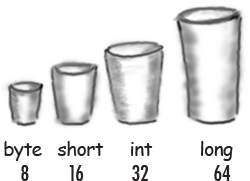 byte short int long
8 16 32 64